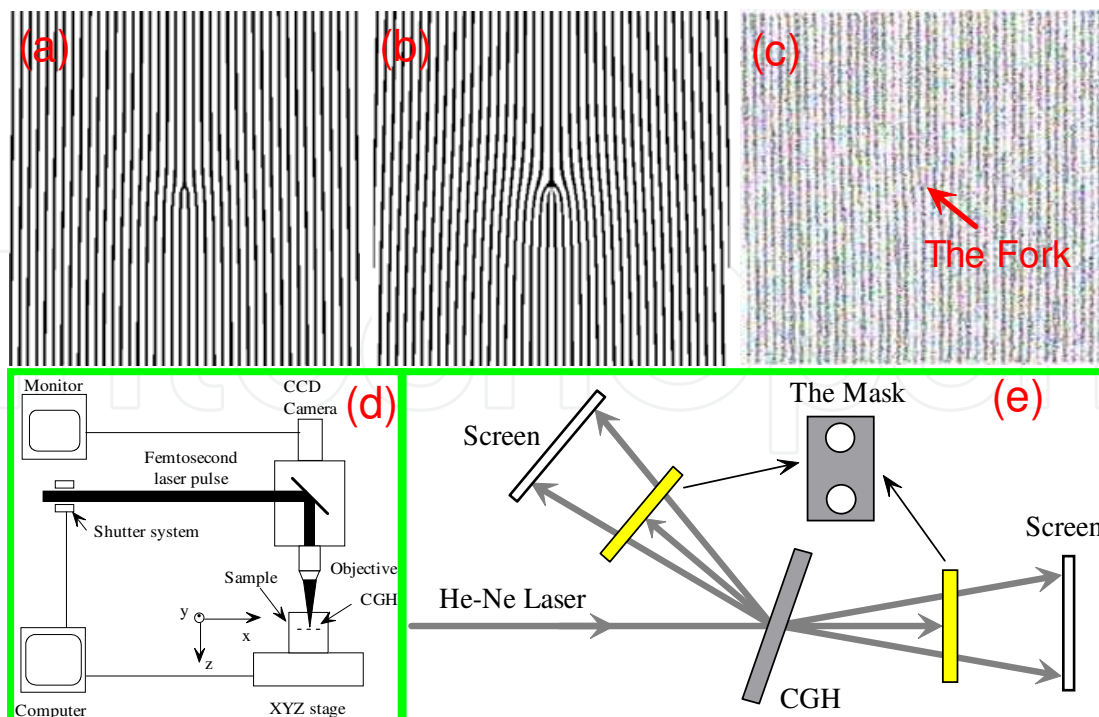 (a)
(b)
(c)
The Fork
(d)
Monitor
CCD
Camera
Femtosecond
laser pulse
Shutter system
Sample
Objective
CGH
y
x
z
Computer
XYZ stage
(e)
The Mask
Screen
Screen
He-Ne Laser
CGH